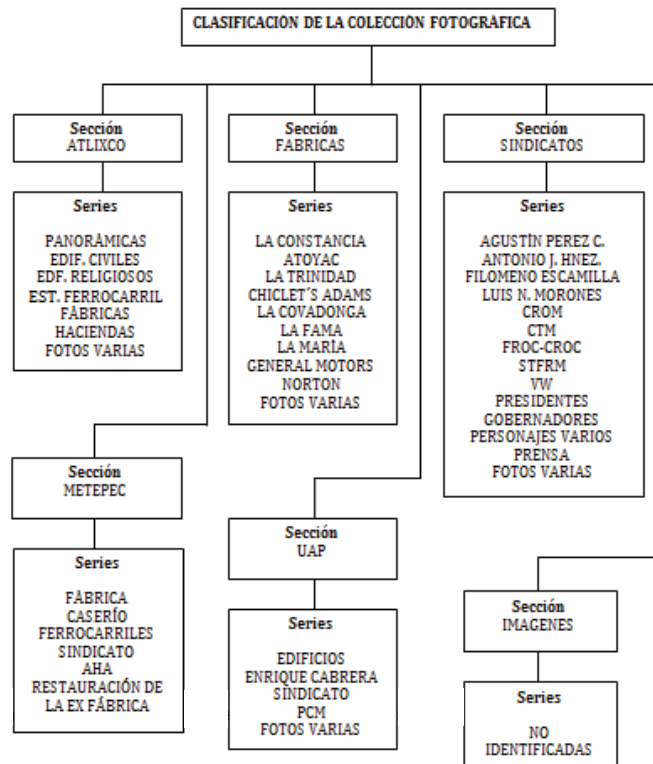 CLASIFICACIÓN DE LA COLECCIÓN FOTOGRÁFICA
Sección
ATLIXCO
Series
PANORÁMICAS
EDIF. CIVILES
EDF. RELIGIOSOS
EST. FERROCARRIL
FÁBRICAS
HACIENDAS
FOTOS VARIAS
Sección
FABRICAS
Series
LA CONSTANCIA
ATOYAC
LA TRINIDAD
CHICLET´S ADAMS
LA COVADONGA
LA FAMA
LA MARÍA
GENERAL MOTORS
NORTON
FOTOS VARIAS
Sección
SINDICATOS
Series
AGUSTÍN PEREZ C.
ANTONIO J. HNEZ.
FILOMENO ESCAMILLA
LUIS N. MORONES
CROM
CTM
FROC-CROC
STFRM
VW
PRESIDENTES
GOBERNADORES
PERSONAJES VARIOS
PRENSA
FOTOS VARIAS
Sección
METEPEC
Series
FÁBRICA
CASERÍO
FERROCARRILES
SINDICATO
AHA
RESTAURACIÓN DE
LA EX FÁBRICA
Sección
UAP
Series
EDIFICIOS
ENRIQUE CABRERA
SINDICATO
PCM
FOTOS VARIAS
Sección
IMAGENES
Series
NO
IDENTIFICADAS